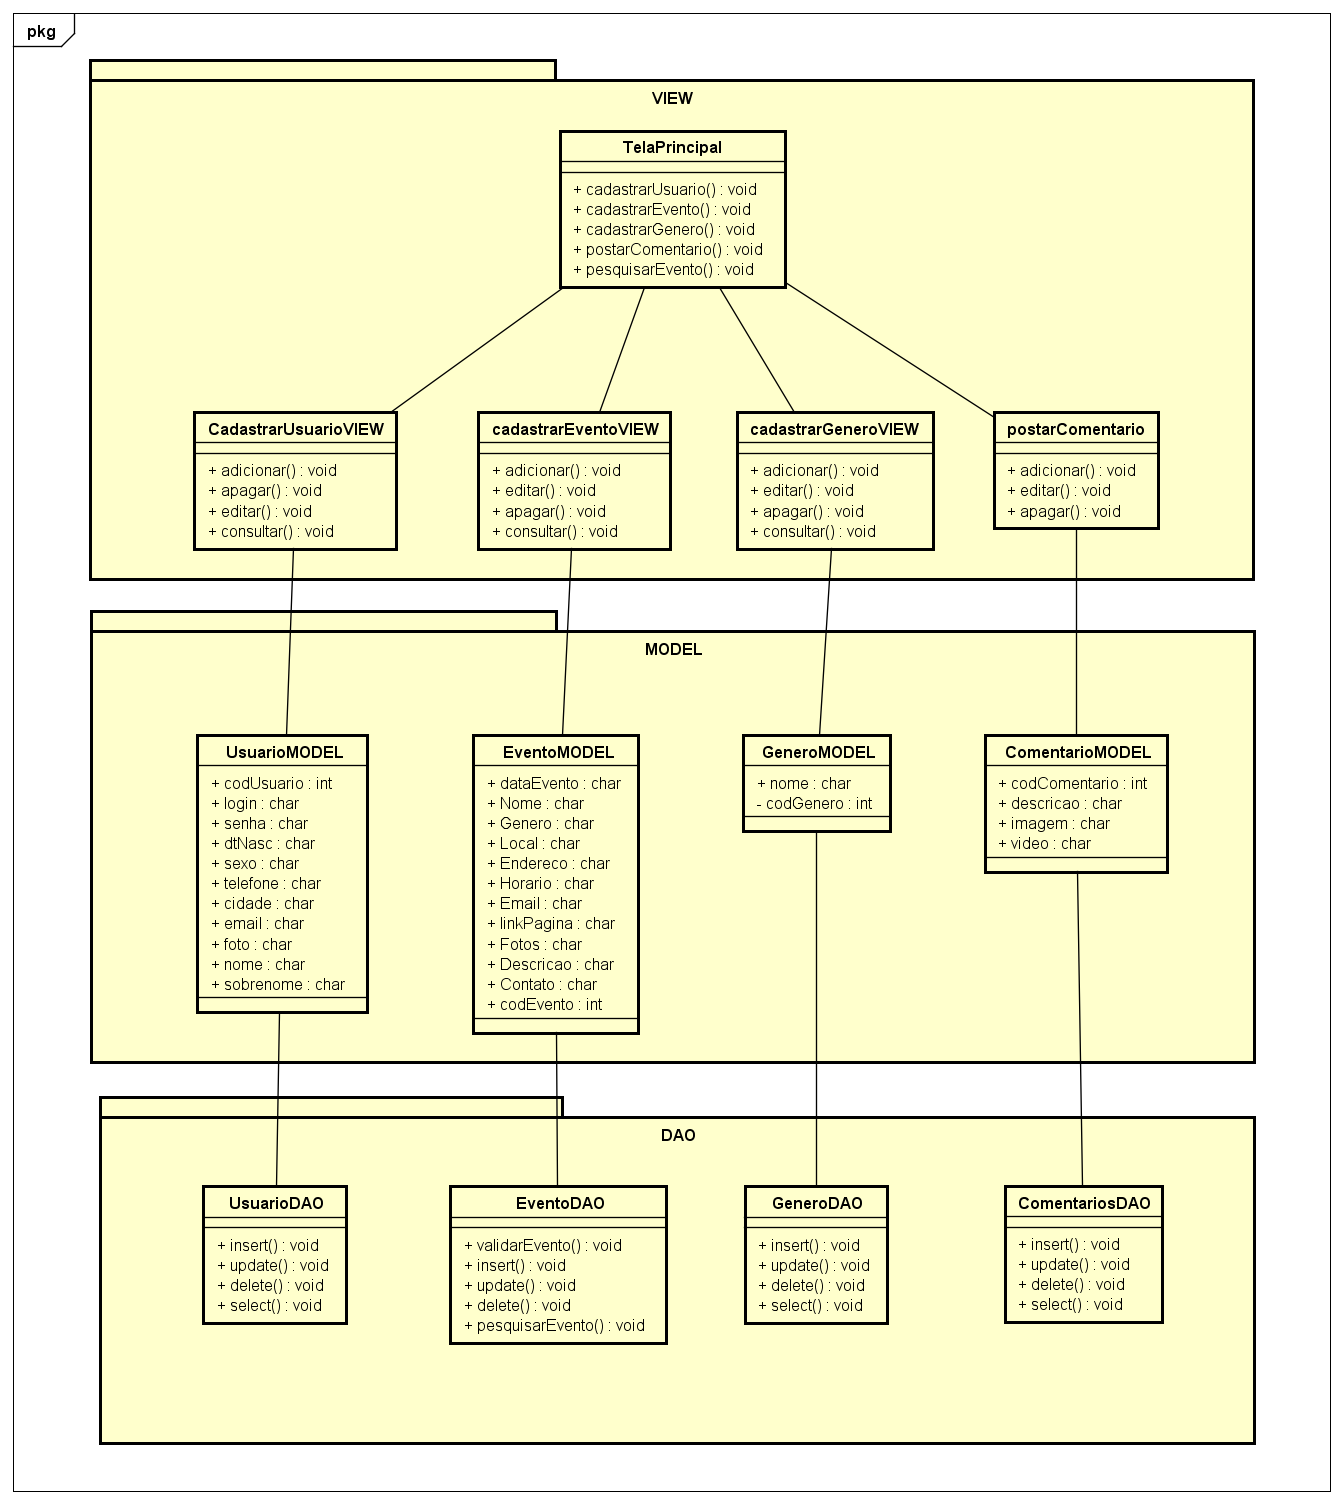 pkg
VIEW
TelaPrincipal
+ cadastrarUsuario() : void
+ cadastrarEvento() : void
+ cadastrarGenero() : void
+ postarComentario() : void
+ pesquisarEvento() : void
CadastrarUsuarioVIEW
+ adicionar() : void
+ apagar() : void
+ editar() : void
+ consultar() : void
cadastrarEventoVIEW
+ adicionar() : void
+ editar() : void
+ apagar() : void
+ consultar() : void
cadastrarGeneroVIEW
+ adicionar() : void
+ editar() : void
+ apagar() : void
+ consultar() : void
postarComentario
+ adicionar() : void
+ editar() : void
+ apagar() : void
MODEL
UsuarioMODEL
+ codUsuario : int
+ login : char
+ senha : char
+ dtNasc : char
+ sexo : char
+ telefone : char
+ cidade : char
+ email : char
+ foto : char
+ nome : char
+ sobrenome : char
EventoMODEL
+ dataEvento : char
+ Nome : char
+ Genero : char
+ Local : char
+ Endereco : char
+ Horario : char
+ Email : char
+ linkPagina : char
+ Fotos : char
+ Descricao : char
+ Contato : char
+ codEvento : int
GeneroMODEL
+ nome : char
- codGenero : int
ComentarioMODEL
+ codComentario : int
+ descricao : char
+ imagem : char
+ video : char
DAO
UsuarioDAO
+ insert() : void
+ update() : void
+ delete() : void
+ select() : void
EventoDAO
+ validarEvento() : void
+ insert() : void
+ update() : void
+ delete() : void
+ pesquisarEvento() : void
GeneroDAO
+ insert() : void
+ update() : void
+ delete() : void
+ select() : void
ComentariosDAO
+ insert() : void
+ update() : void
+ delete() : void
+ select() : void